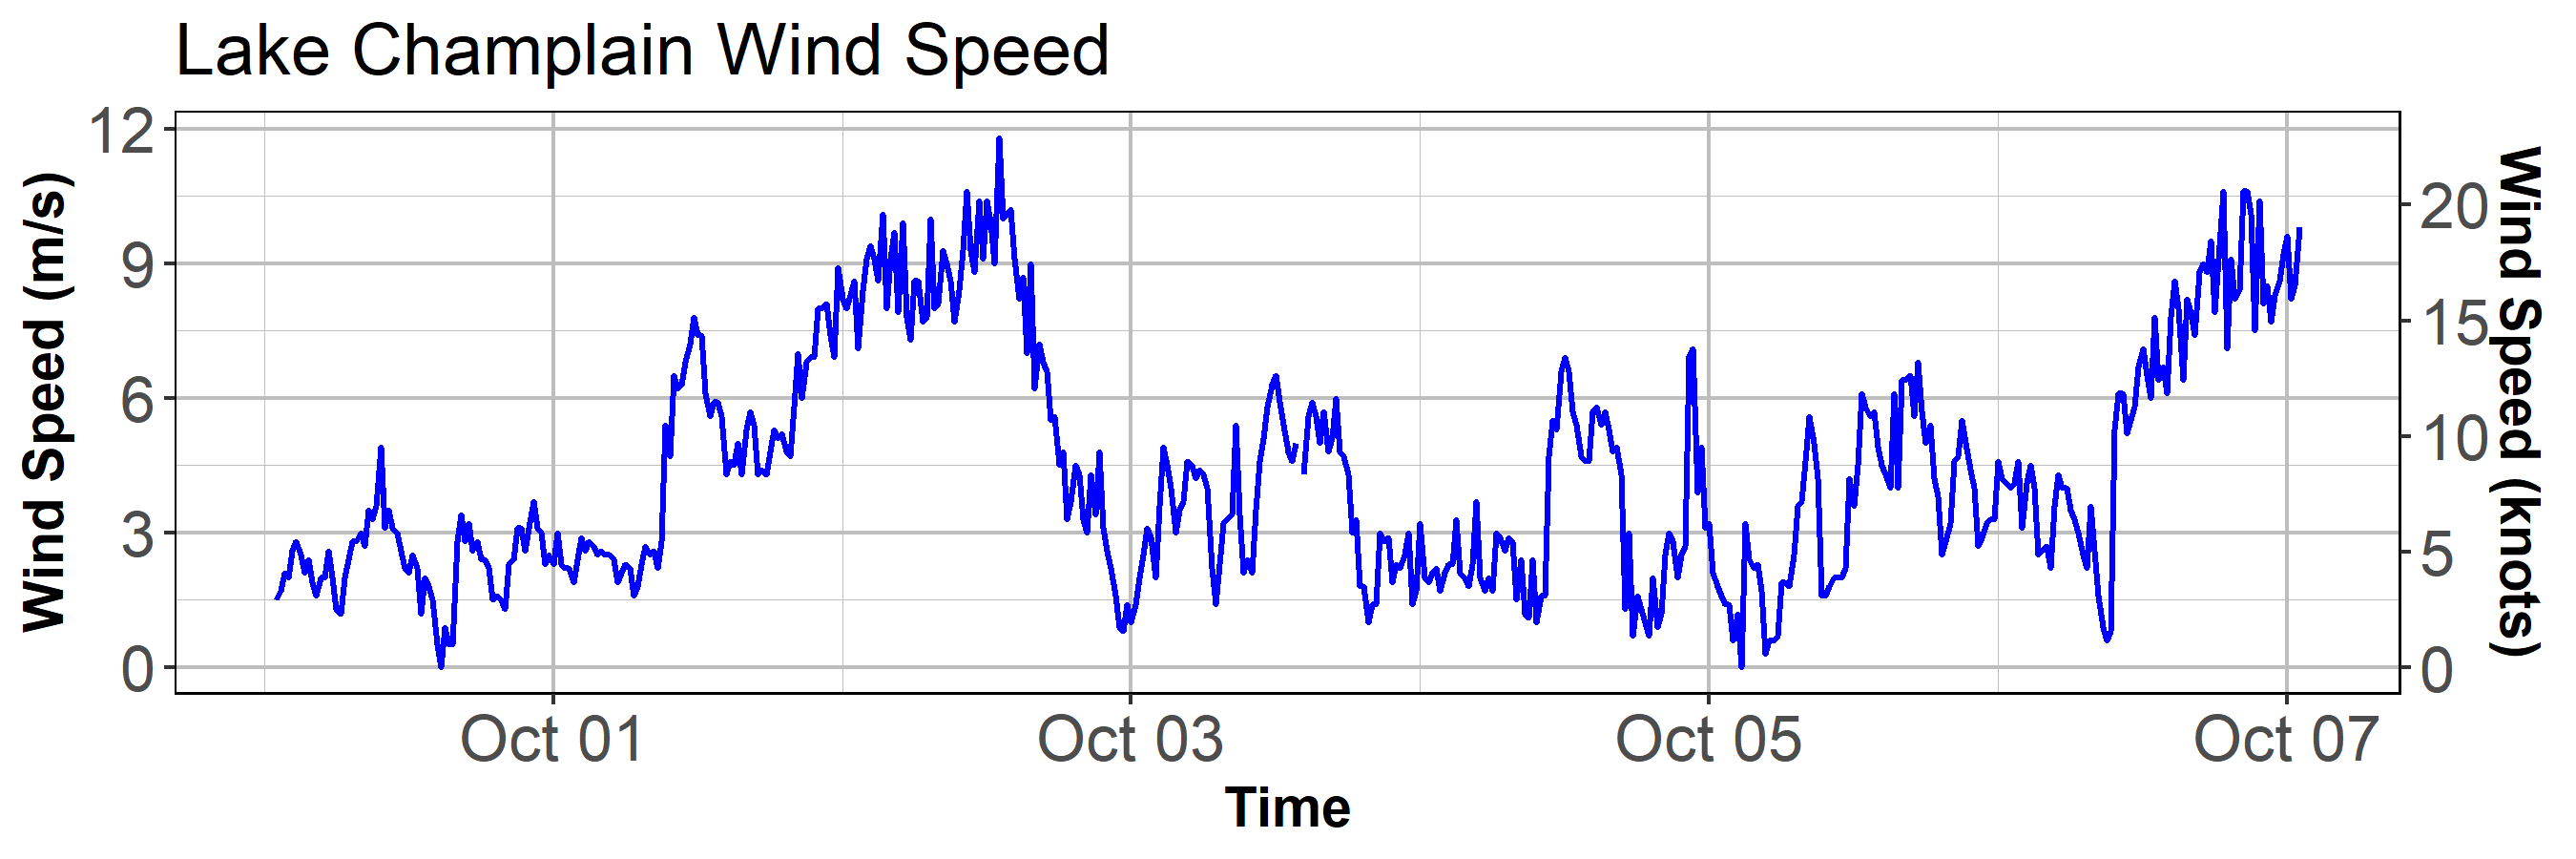 Lake Champlain Wind Speed
Wind Speed (m/s)
12
9
6
3
0
20
15
10
5
0
Wind Speed (knots)
Oct 01
Oct 03
Oct 05
Oct 07
Time